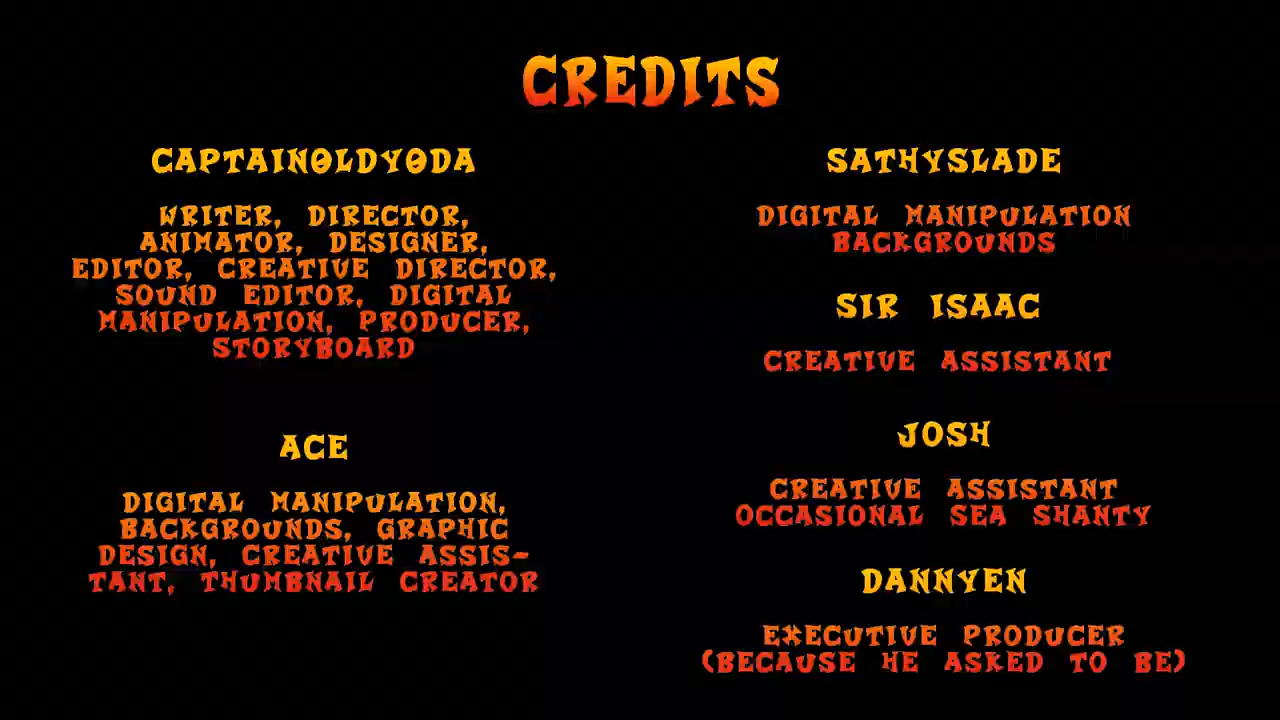 CREDITS
CAPTAINOLDYODA
WRITER, DIRECTOR,
ANIMATOR, DESIGNER,
EDITOR, CREATIVE DIRECTOR,
SOUND EDITOR, DIGITAL
MANIPULATION, PRODUCER,
STORYBOARD
ACE
DIGITAL MANIPULATION,
BACKGROUNDS, GRAPHIC
DESIGN, CREATIVE ASSIS-
TANT, THUMBNAIL CREATOR
SATHYSLADE
DIGITAL MANIPULATION
BACKGROUNDS
SIR ISAAC
CREATIVE ASSISTANT
JOSH
CREATIVE ASSISTANT
OCCASIONAL SEA SHANTY
DANNYEN
EXECUTIVE PRODUCER
(BECAUSE HE ASKED TO BE)